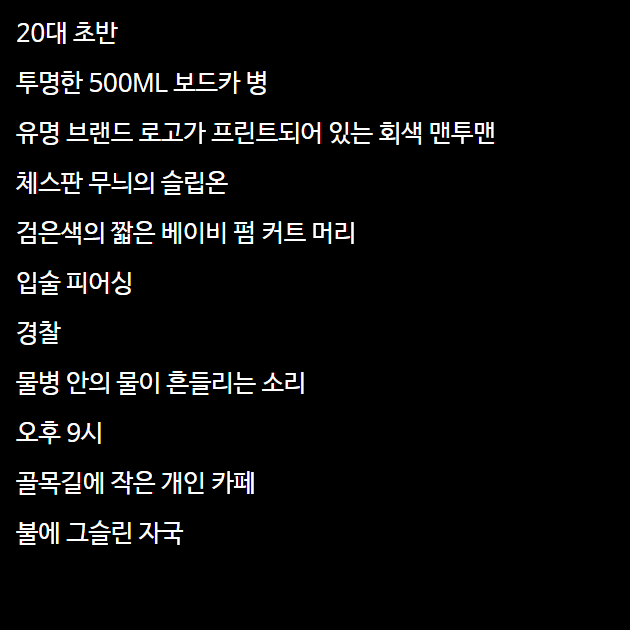 20대 초반
투명한 500ML 보드카 병
유명 브랜드 로고가 프린트되어 있는 회색 맨투맨
체스판 무늬의 슬립온
검은색의 짧은 베이비 펌 커트 머리
입술 피어싱
경찰
물병 안의 물이 흔들리는 소리
오후 9시
골목길에 작은 개인 카페
불에 그슬린 자국